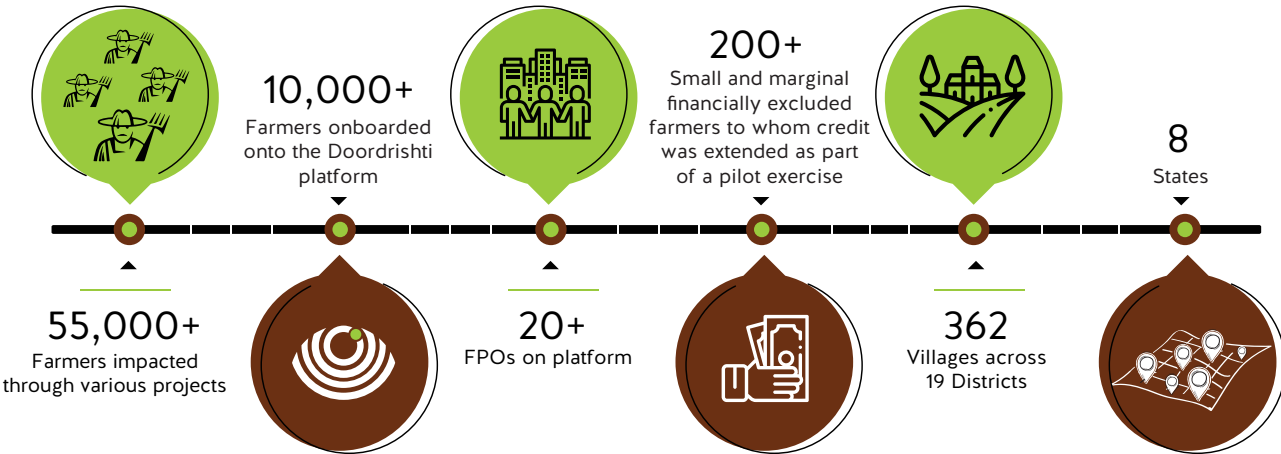 55,000+
Farmers impacted
through various projects
10,000+
Farmers onboarded
onto the Doordrishti
platform
20+
FPOs on platform
200+
Small and marginal
financially excluded
farmers to whom credit
was extended as part
of a pilot exercise
362
Villages across
19 Districts
8
States